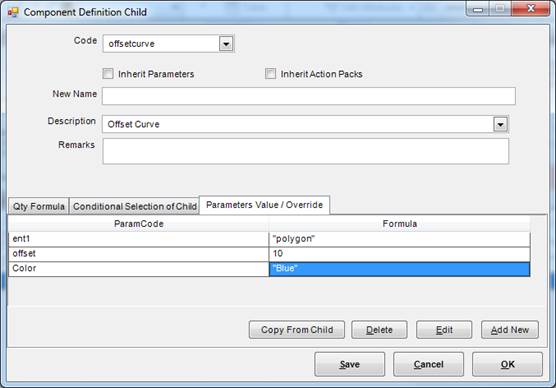 Component Definition Child
Code offsetcurve
Inherit Parameters Inherit Action Packs
New Name
Description Offset Curve
Remarks
Qty Formula Conditional Selection of Child Parameters Value / Override
ParamCode Formula
ent1 "polygon"
offset 10
Color "Blue"
Copy From Child Delete Edit Add New
Save Cancel OK